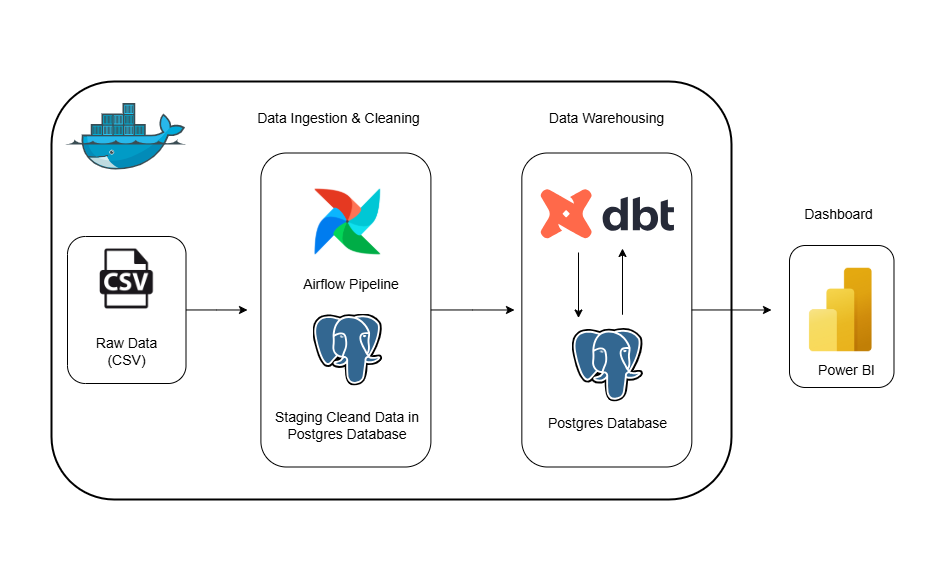 Data Ingestion & Cleaning
Data Warehousing
Dashboard
CSV
Raw Data
(CSV)
Airflow Pipeline
Staging Cleand Data in
Postgres Database
dbt
Postgres Database
Power BI